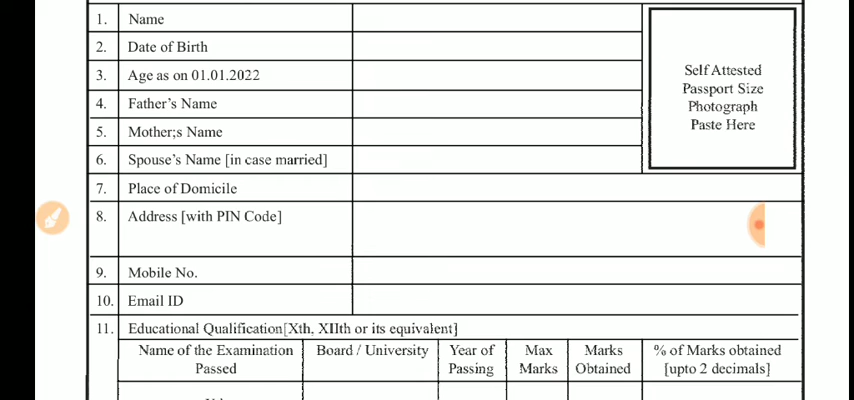 1. Name
2. Date of Birth
3. Age as on 01.01.2022
4. Father's Name
5. Mother;s Name
6. Spouse's Name [in case married]
Self Attested
Passport Size
Photograph
Paste Here
7. Place of Domicile
8. Address [with PIN Code]
9. Mobile No.
10. Email ID
11. Educational Qualification[Xth, XIIth or its equivalent]
Name of the Examination Passed
Board / University
Year of Passing
Max Marks
Marks Obtained
% of Marks obtained [upto 2 decimals]